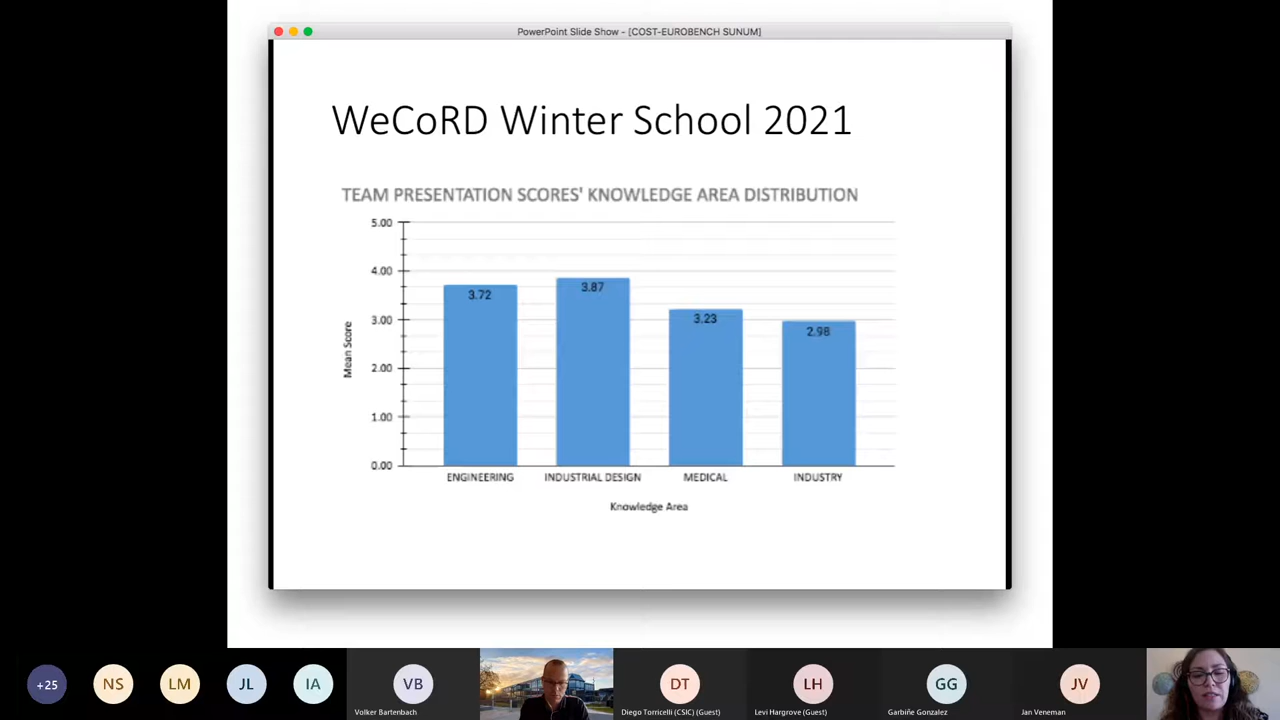 PowerPoint Slide Show - [COST-EUROBENCH SUNUM]
WeCoRD Winter School 2021
TEAM PRESENTATION SCORES' KNOWLEDGE AREA DISTRIBUTION
5.00
4.00
3.00
2.00
1.00
0.00
Mean Score
3.72
3.87
3.23
2.98
ENGINEERING
INDUSTRIAL DESIGN
MEDICAL
INDUSTRY
Knowledge Area
+25
NS
LM
JL
IA
VB
DT
LH
GG
JV
Volker Bartenbach
Diego Torricelli (CSIC) (Guest)
Levi Hargrove (Guest)
Garbiñe Gonzalez
Jan Veneman